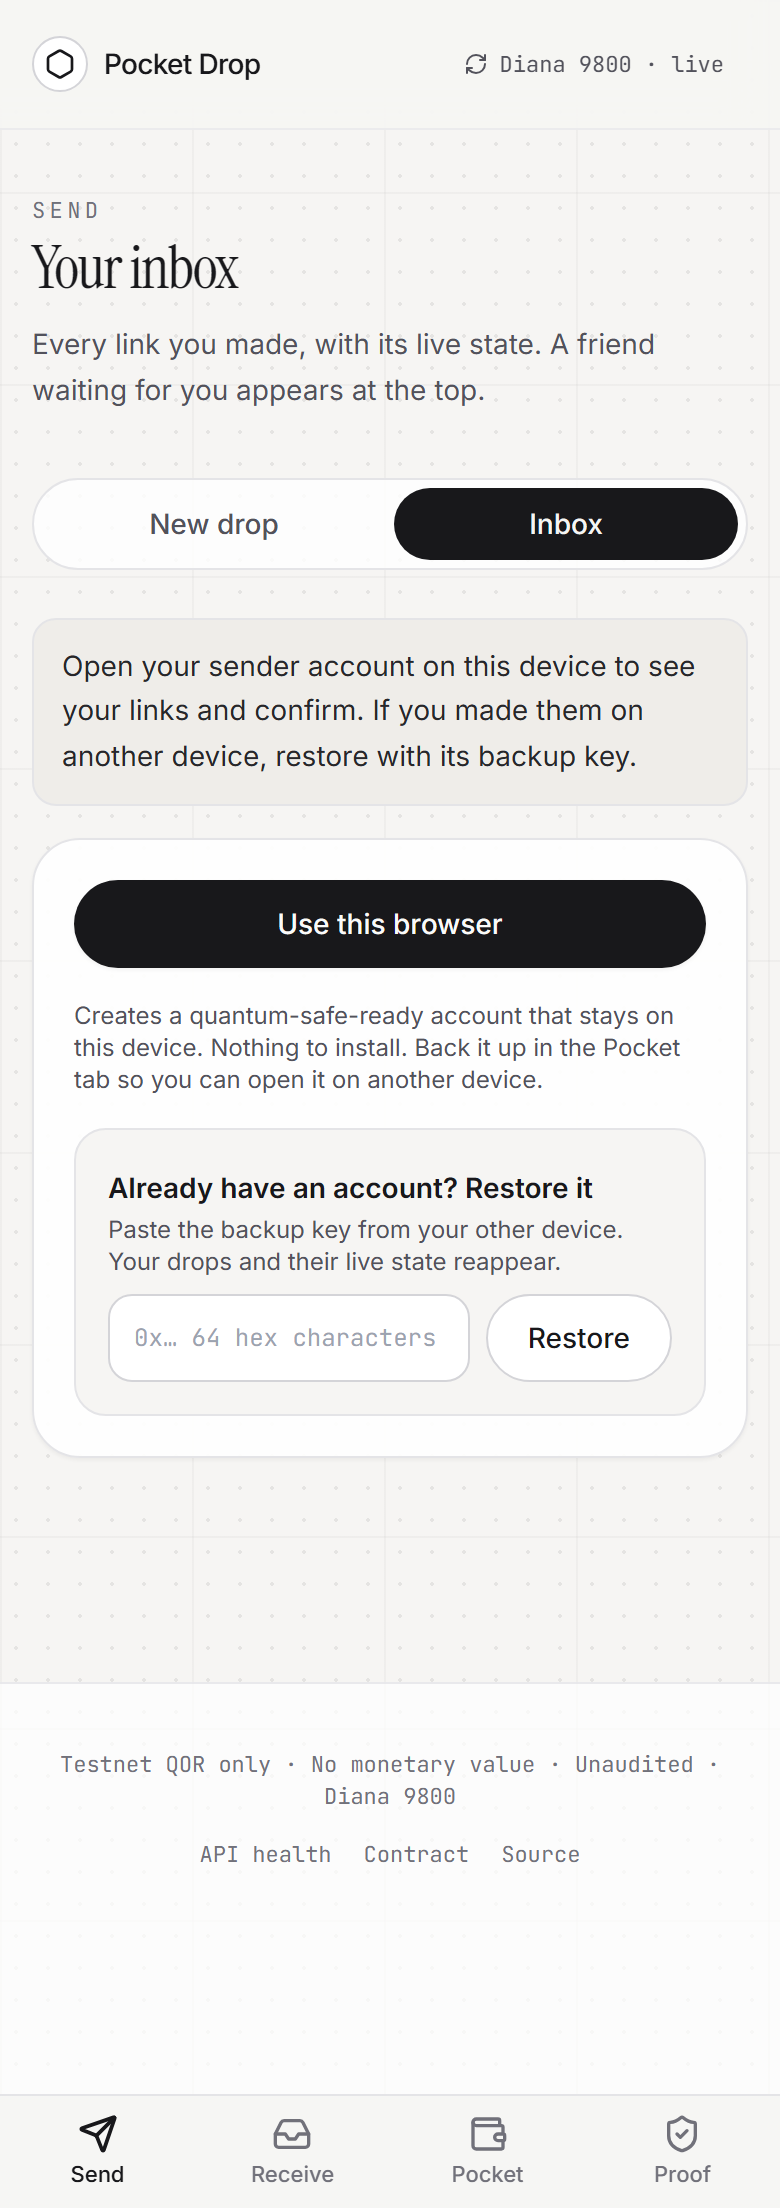 Pocket Drop
Diana 9800 · live
SEND
Your inbox
Every link you made, with its live state. A friend
waiting for you appears at the top.
New drop
Inbox
Open your sender account on this device to see
your links and confirm. If you made them on
another device, restore with its backup key.
Use this browser
Creates a quantum-safe-ready account that stays on
this device. Nothing to install. Back it up in the Pocket
tab so you can open it on another device.
Already have an account? Restore it
Paste the backup key from your other device.
Your drops and their live state reappear.
0x… 64 hex characters
Restore
Testnet QOR only · No monetary value · Unaudited ·
Diana 9800
API health
Contract
Source
Send
Receive
Pocket
Proof